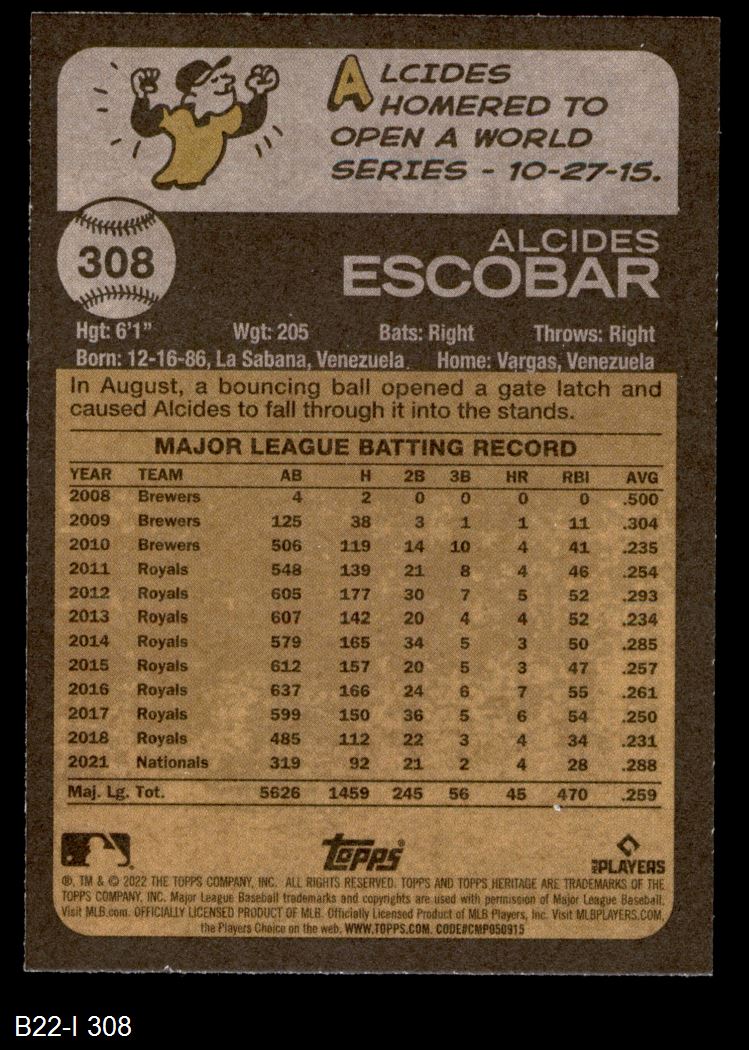 ALCIDES
HOMERED TO
OPEN A WORLD
SERIES - 10-27-15.
308
ALCIDES
ESCOBAR
Hgt: 6'1" Wgt: 205 Bats: Right Throws: Right
Born: 12-16-86, La Sabana, Venezuela Home: Vargas, Venezuela
In August, a bouncing ball opened a gate latch and
caused Alcides to fall through it into the stands.
MAJOR LEAGUE BATTING RECORD
YEAR TEAM AB H 2B 3B HR RBI AVG
2008 Brewers 4 2 0 0 0 0 .500
2009 Brewers 125 38 3 1 1 11 .304
2010 Brewers 506 119 14 10 4 41 .235
2011 Royals 548 139 21 8 4 46 .254
2012 Royals 605 177 30 7 5 52 .293
2013 Royals 607 142 20 4 4 52 .234
2014 Royals 579 165 34 5 3 50 .285
2015 Royals 612 157 20 5 3 47 .257
2016 Royals 637 166 24 6 7 55 .261
2017 Royals 599 150 36 5 6 54 .250
2018 Royals 485 112 22 3 4 34 .231
2021 Nationals 319 92 21 2 4 28 .288
Maj. Lg. Tot. 5626 1459 245 56 45 470 .259
Topps
MLB PLAYERS
®, TM & © 2022 THE TOPPS COMPANY, INC. ALL RIGHTS RESERVED. TOPPS AND TOPPS HERITAGE ARE TRADEMARKS OF THE
TOPPS COMPANY, INC. Major League Baseball trademarks and copyrights are used with permission of Major League Baseball.
Visit MLB.com. OFFICIALLY LICENSED PRODUCT OF MLB. Officially Licensed Product of MLB Players, Inc. Visit MLBPLAYERS.COM,
the Players Choice on the web. WWW.TOPPS.COM. CODE#CMP050915
B22-I 308